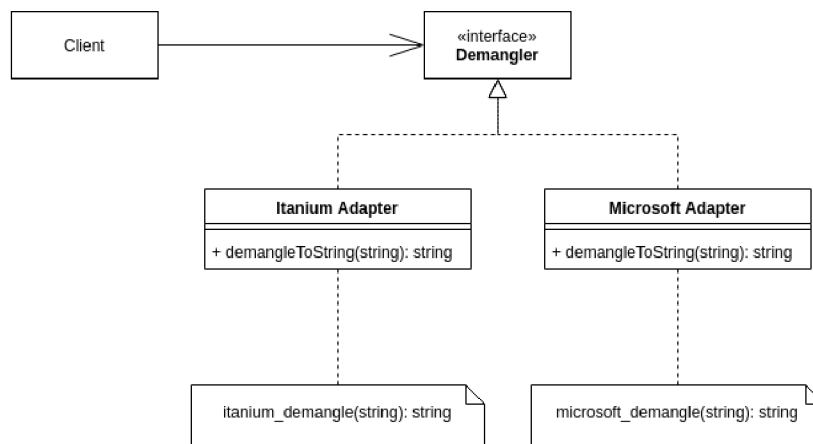 Client
«interface»
Demangler
Itanium Adapter
Microsoft Adapter
+ demangleToString(string): string
+ demangleToString(string): string
itanium_demangle(string): string
microsoft_demangle(string): string